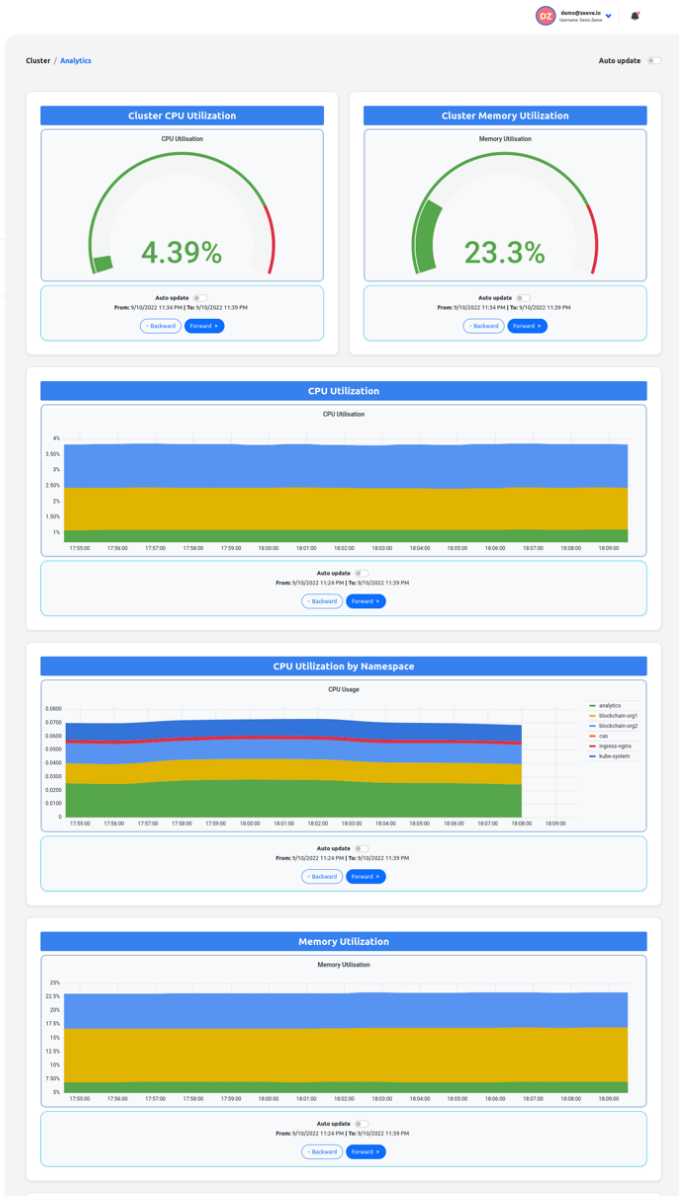 DZ
demo@zeeve.io
Username: Demo Zeeve
Cluster / Analytics
Auto update
Cluster CPU Utilization
CPU Utilisation
4.39%
Auto update
From: 9/10/2022 11:34 PM | To: 9/10/2022 11:39 PM
- Backward
Forward +
Cluster Memory Utilization
Memory Utilisation
23.3%
Auto update
From: 9/10/2022 11:34 PM | To: 9/10/2022 11:39 PM
- Backward
Forward +
CPU Utilization
CPU Utilisation
4%
3.50%
3%
2.50%
2%
1.50%
1%
17:55:00 17:56:00 17:57:00 17:58:00 17:59:00 18:00:00 18:01:00 18:02:00 18:03:00 18:04:00 18:05:00 18:06:00 18:07:00 18:08:00 18:09:00
Auto update
From: 9/10/2022 11:24 PM | To: 9/10/2022 11:39 PM
- Backward
Forward +
CPU Utilization by Namespace
CPU Usage
0.0800
0.0700
0.0600
0.0500
0.0400
0.0300
0.0200
0.0100
0
17:55:00 17:56:00 17:57:00 17:58:00 17:59:00 18:00:00 18:01:00 18:02:00 18:03:00 18:04:00 18:05:00 18:06:00 18:07:00 18:08:00 18:09:00
analytics
blockchain-org1
blockchain-org2
cas
ingress-nginx
kube-system
Auto update
From: 9/10/2022 11:24 PM | To: 9/10/2022 11:39 PM
- Backward
Forward +
Memory Utilization
Memory Utilisation
25%
22.5%
20%
17.5%
15%
12.5%
10%
7.50%
5%
17:55:00 17:56:00 17:57:00 17:58:00 17:59:00 18:00:00 18:01:00 18:02:00 18:03:00 18:04:00 18:05:00 18:06:00 18:07:00 18:08:00 18:09:00
Auto update
From: 9/10/2022 11:24 PM | To: 9/10/2022 11:39 PM
- Backward
Forward +